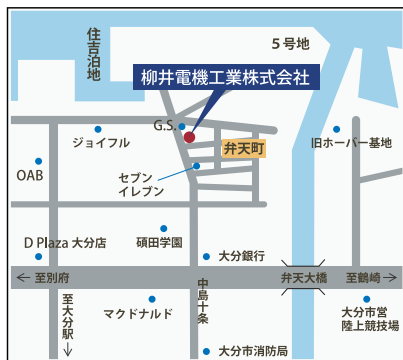 住吉泊地
5号地
柳井電機工業株式会社
G.S.
ジョイフル
弁天町
旧ホーバー基地
OAB
セブン
イレブン
D Plaza 大分店
碩田学園
大分銀行
← 至別府
弁天大橋
至鶴崎 →
至大分駅↓
マクドナルド
中島十条
大分市営
陸上競技場
大分市消防局